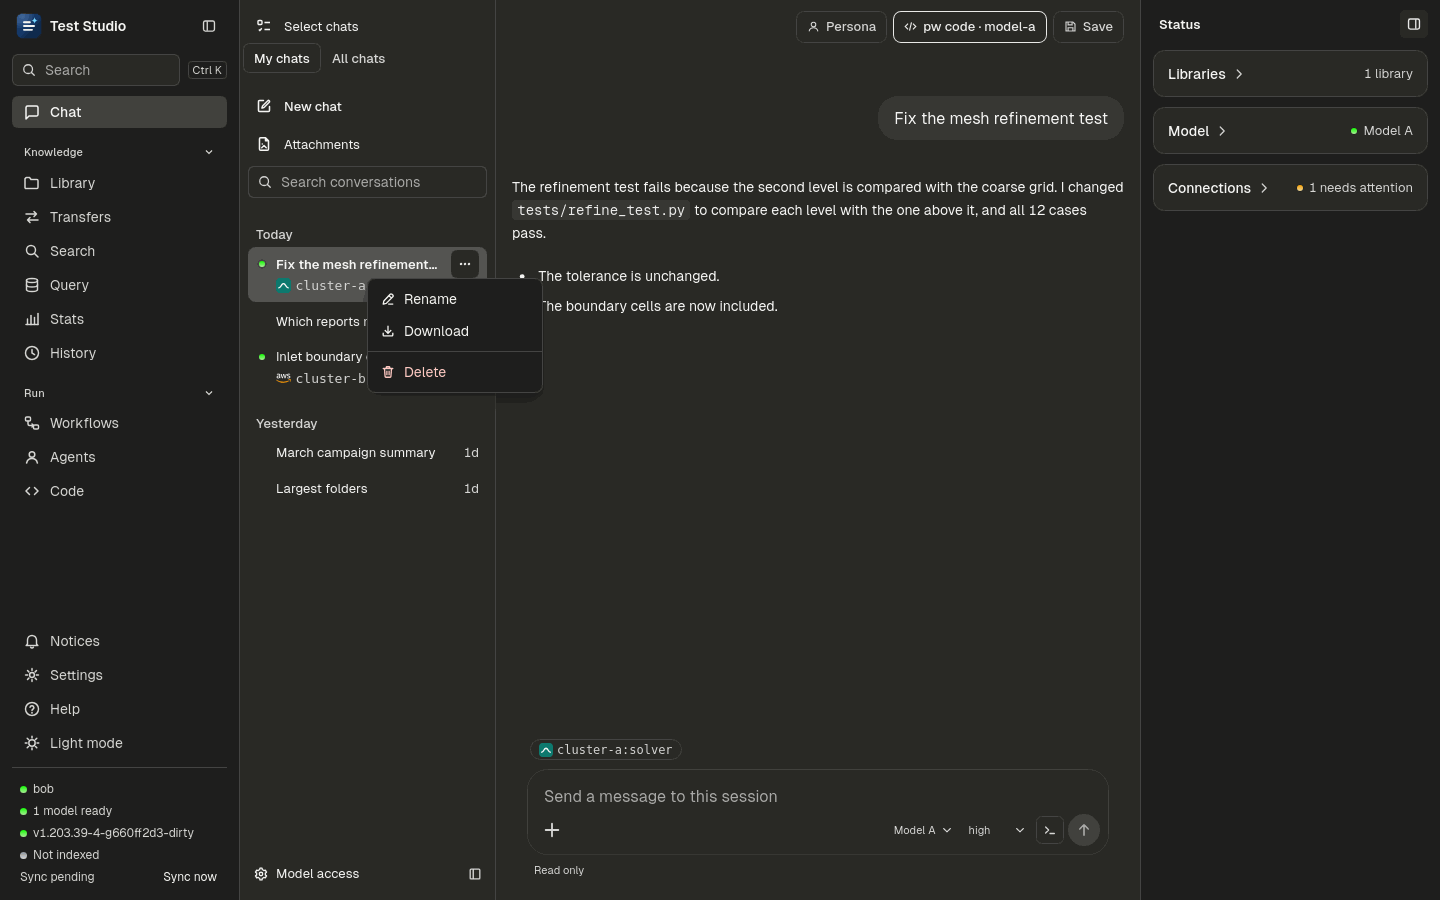 Test Studio
Search
Ctrl K
Chat
Knowledge
Library
Transfers
Search
Query
Stats
History
Run
Workflows
Agents
Code
Notices
Settings
Help
Light mode
bob
1 model ready
v1.203.39-4-g660ff2d3-dirty
Not indexed
Sync pending
Sync now
Select chats
My chats
All chats
New chat
Attachments
Search conversations
Today
Fix the mesh refinement...
cluster-a
Which reports
Inlet boundary
aws
cluster-b
Rename
Download
Delete
Yesterday
March campaign summary 1d
Largest folders 1d
Model access
Persona
pw code · model-a
Save
Fix the mesh refinement test
The refinement test fails because the second level is compared with the coarse grid. I changed
tests/refine_test.py to compare each level with the one above it, and all 12 cases
pass.
The tolerance is unchanged.
The boundary cells are now included.
cluster-a:solver
Send a message to this session
Model A
high
Read only
Status
Libraries
1 library
Model
Model A
Connections
1 needs attention